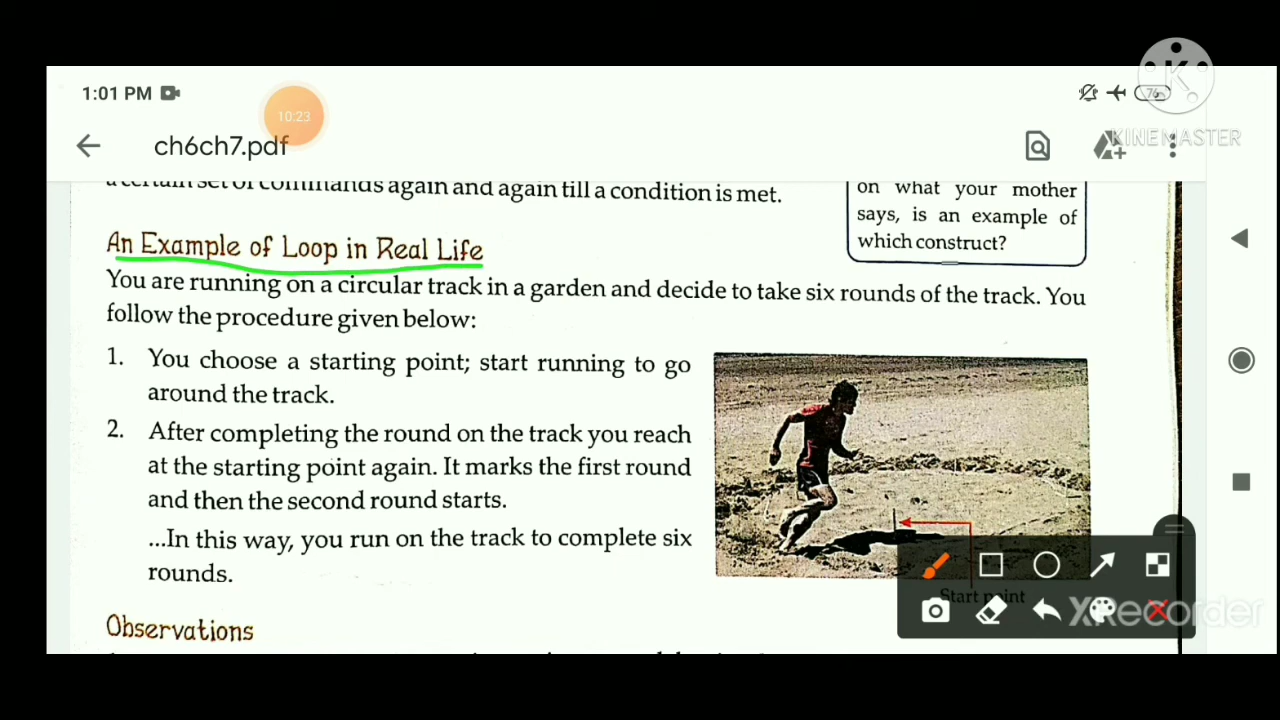 1:01 PM
10:23
76
K
KINEMASTER
ch6ch7.pdf
a certain set of commands again and again till a condition is met.
on what your mother
says, is an example of
which construct?
An Example of Loop in Real Life
You are running on a circular track in a garden and decide to take six rounds of the track. You
follow the procedure given below:
1. You choose a starting point; start running to go
around the track.
2. After completing the round on the track you reach
at the starting point again. It marks the first round
and then the second round starts.
...In this way, you run on the track to complete six
rounds.
Start point
XRecorder
Observations